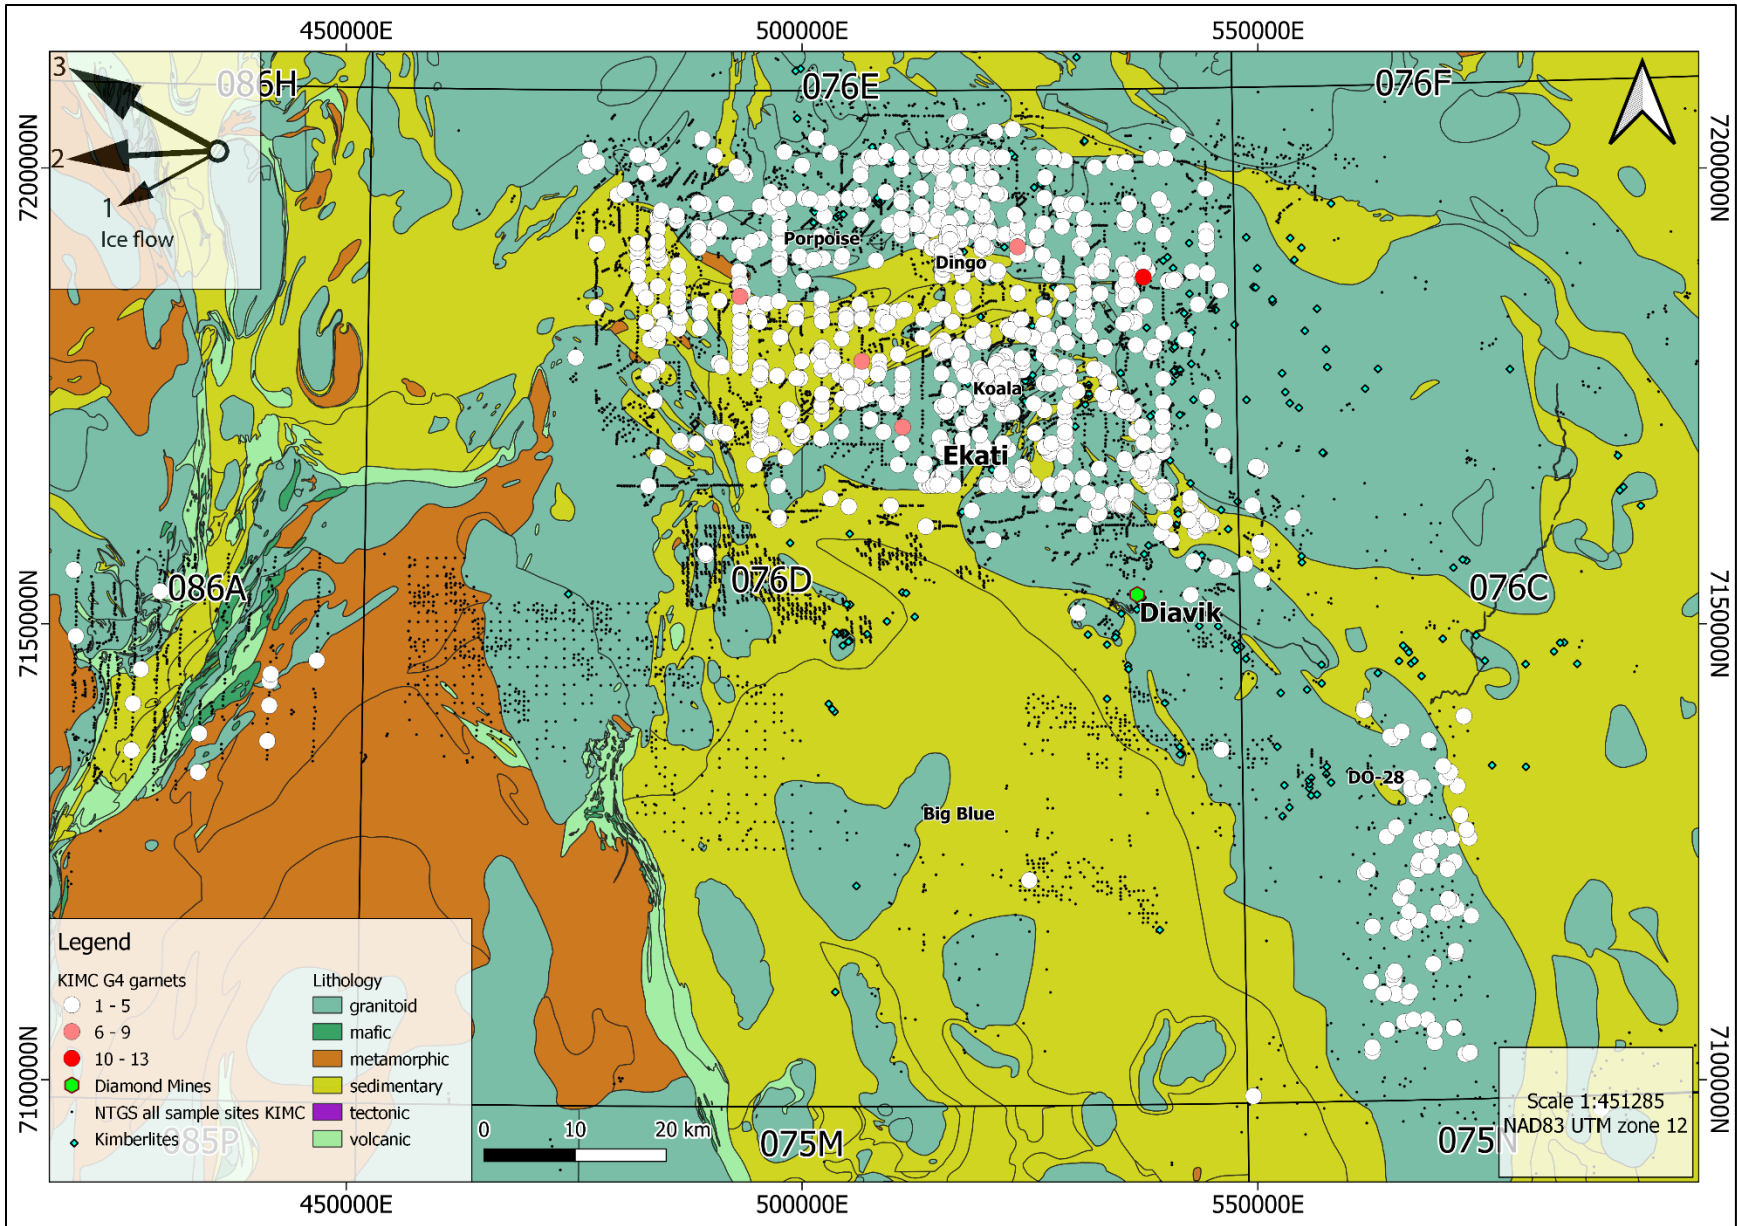 450000E 500000E 550000E
3
086H 076E 076F
2
1
Ice flow
7200000N 7200000N
Porpoise
Dingo
Koala
Ekati
086A 076D 076C
7150000N 7150000N
Diavik
DO-28
Big Blue
Legend
KIMC G4 garnets
1 - 5
6 - 9
10 - 13
Diamond Mines
NTGS all sample sites KIMC
Kimberlites
Lithology
granitoid
mafic
metamorphic
sedimentary
tectonic
volcanic
7100000N 7100000N
085P 075M 075N
0 10 20 km
Scale 1:451285
NAD83 UTM zone 12
450000E 500000E 550000E